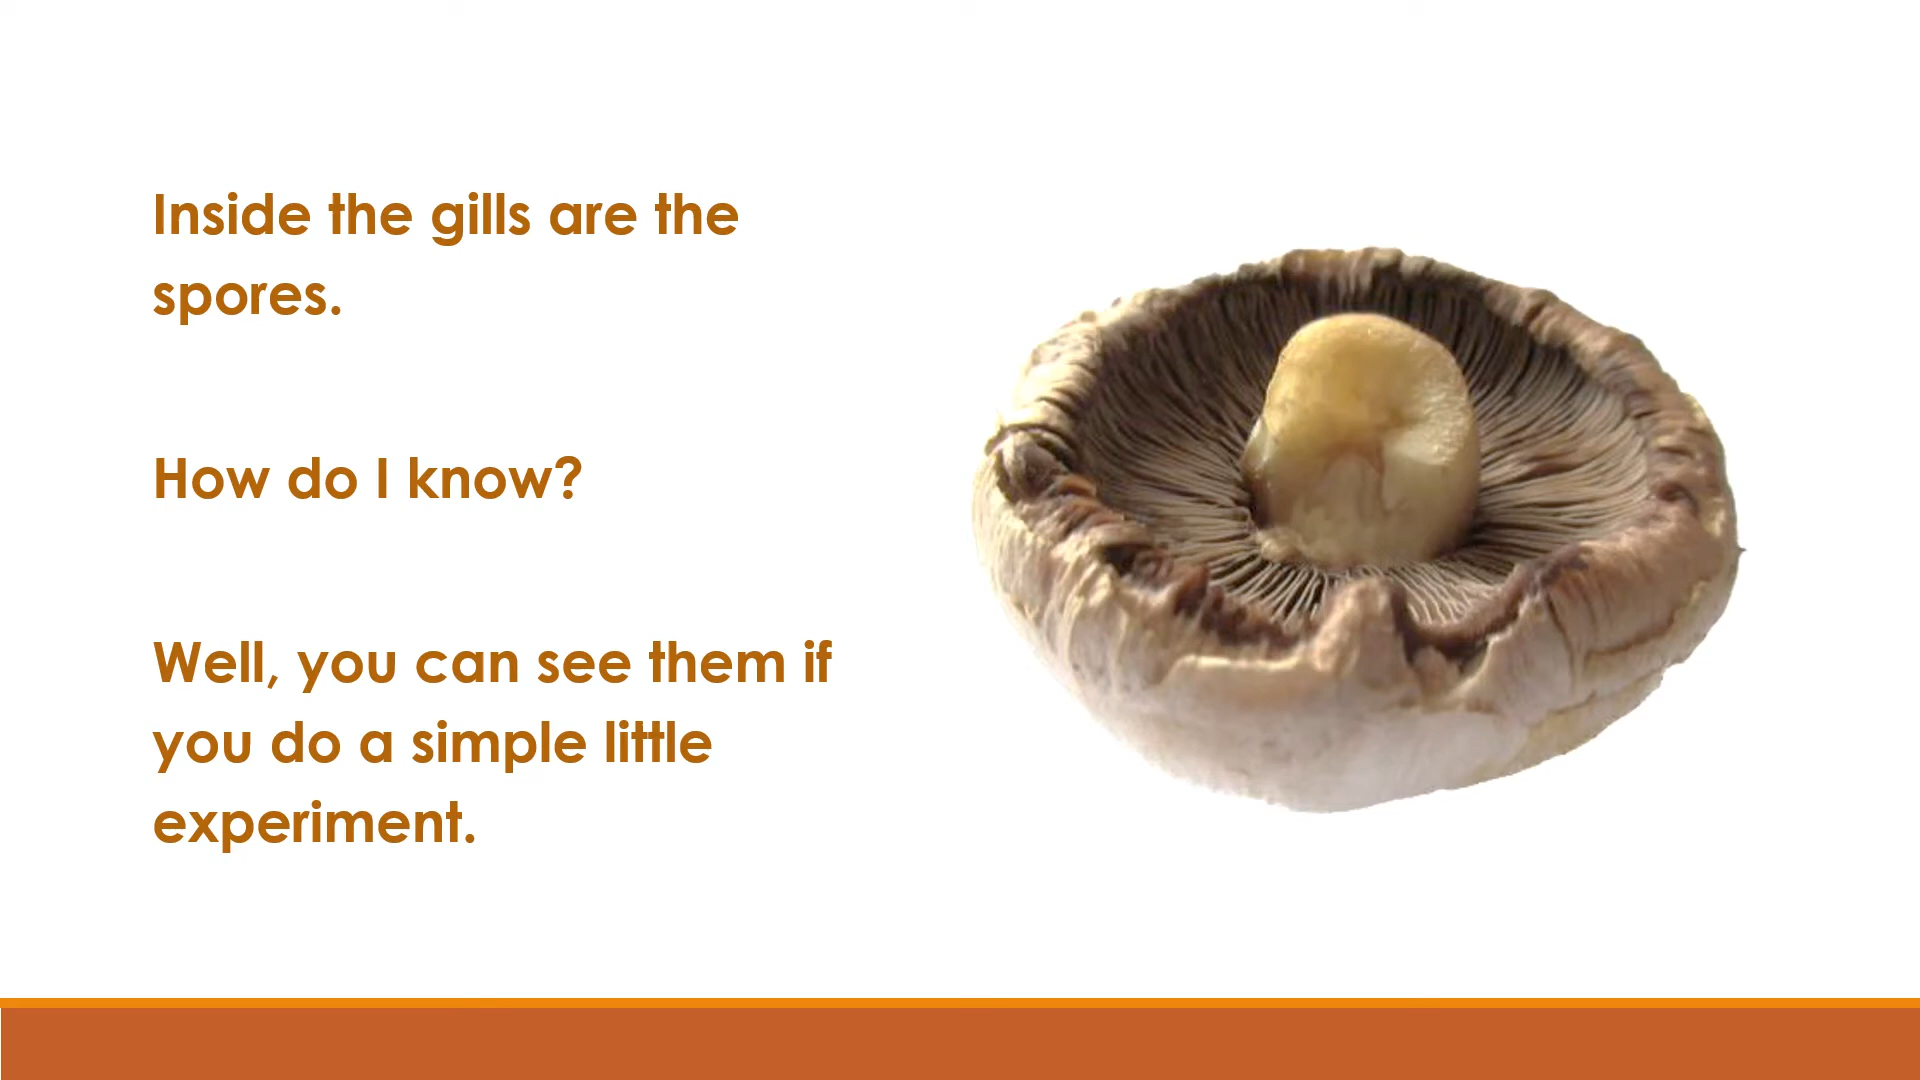 Inside the gills are the
spores.
How do I know?
Well, you can see them if
you do a simple little
experiment.